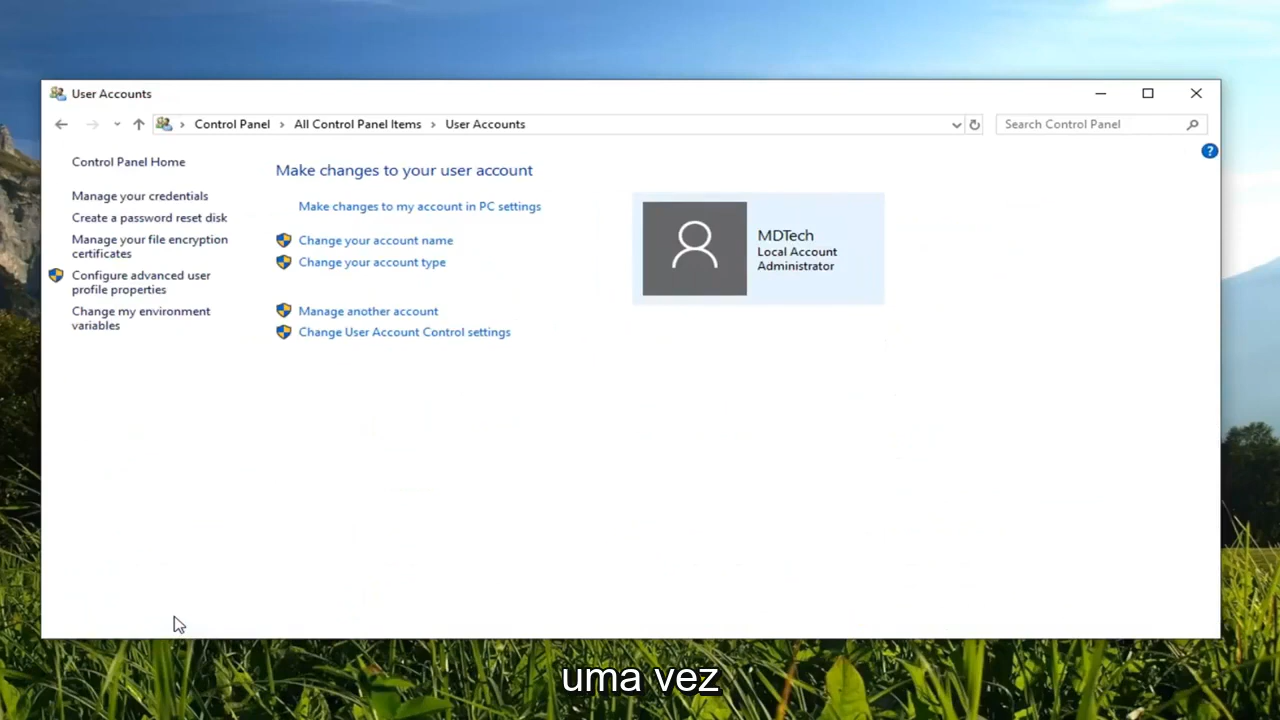 User Accounts
Control Panel › All Control Panel Items › User Accounts
Search Control Panel
Control Panel Home
Manage your credentials
Create a password reset disk
Manage your file encryption
certificates
Configure advanced user
profile properties
Change my environment
variables
Make changes to your user account
Make changes to my account in PC settings
Change your account name
Change your account type
Manage another account
Change User Account Control settings
MDTech
Local Account
Administrator
uma vez